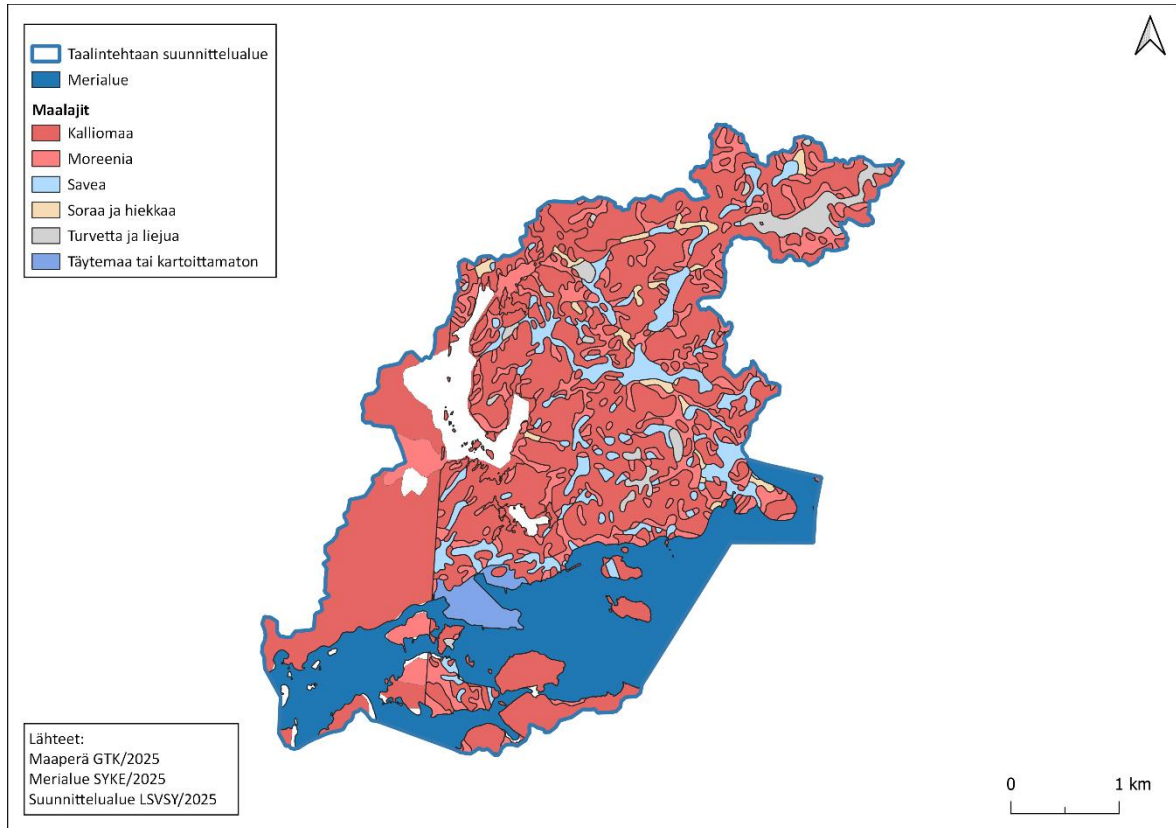 Taalintehtaan suunnittelualue
Merialue
Maalajit
Kalliomaa
Moreenia
Savea
Soraa ja hiekkaa
Turvetta ja liejua
Täytemaa tai kartoittamaton
Lähteet:
Maaperä GTK/2025
Merialue SYKE/2025
Suunnittelualue LSVSY/2025
0 1 km